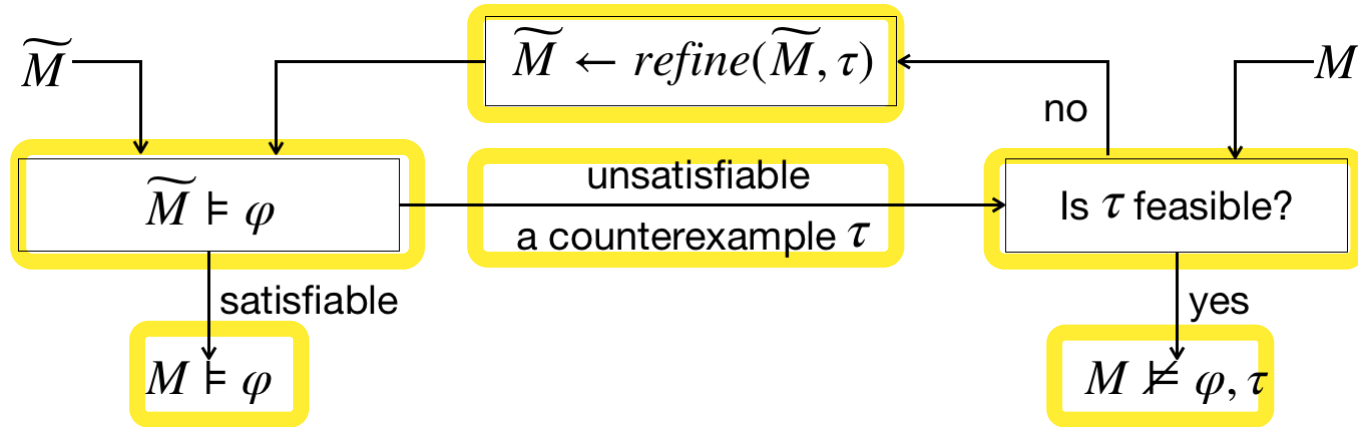 M̃
M̃ ← refine(M̃, τ)
M
no
M̃ ⊨ φ
unsatisfiable
a counterexample τ
Is τ feasible?
satisfiable
yes
M ⊨ φ
M ⊭ φ, τ